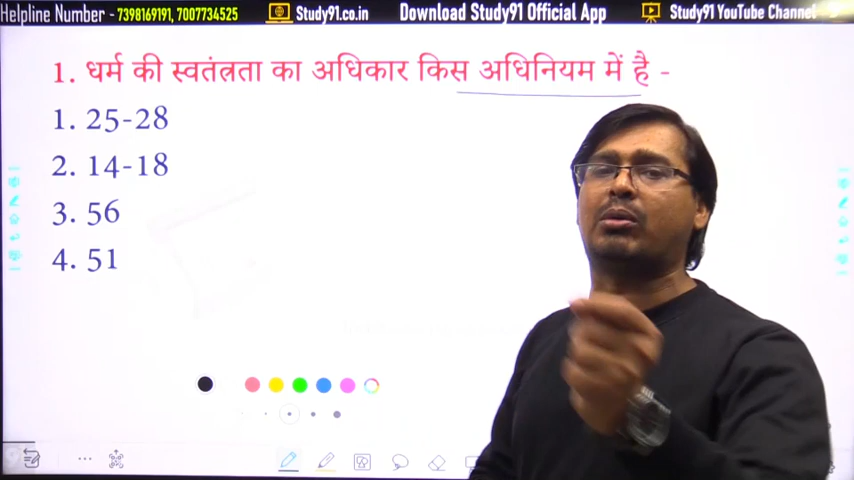 Helpline Number - 7398169191, 7007734525 Study91.co.in Download Study91 Official App Study91 YouTube Channel
1. धर्म की स्वतंत्रता का अधिकार किस अधिनियम में है -
1. 25-28
2. 14-18
3. 56
4. 51